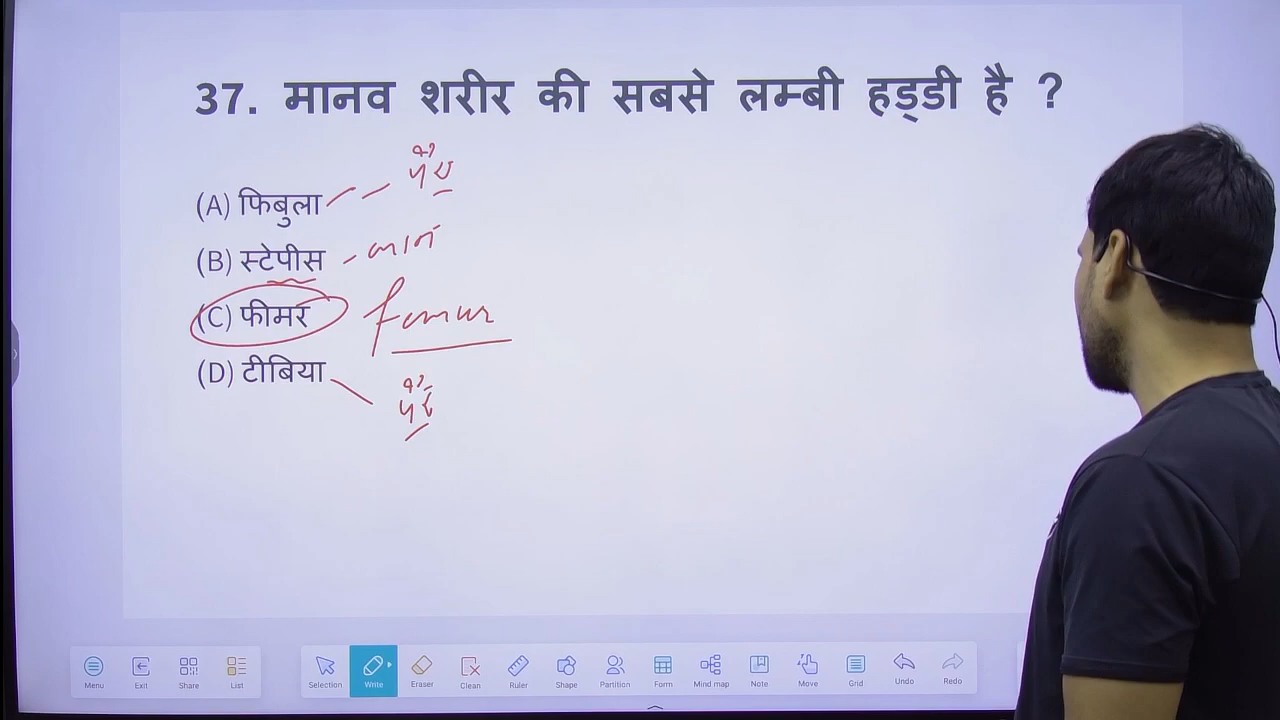 37. मानव शरीर की सबसे लम्बी हड्डी है ?
(A) फिबुला
(B) स्टेपीस - कान
(C) फीमर femur
(D) टीबिया
Menu Exit Share List Selection Write Eraser Clean Ruler Shape Partition Form Mind map Note Move Grid Undo Redo